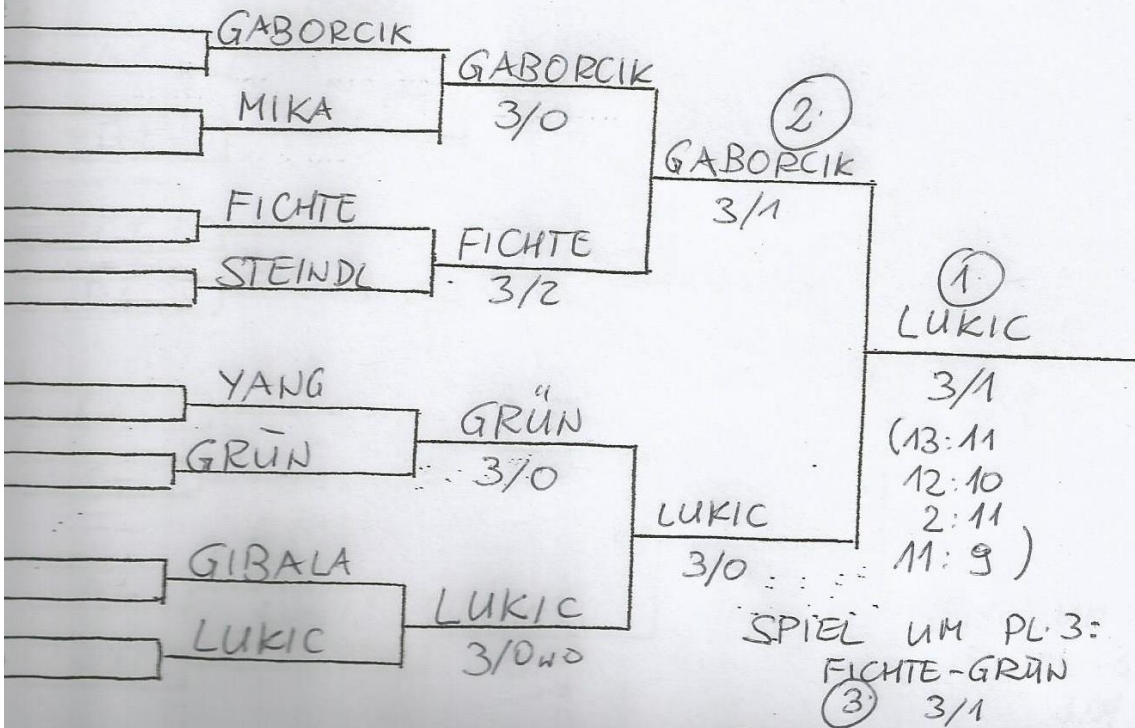 GABORCIK
MIKA
FICHTE
STEINDL
YANG
GRÜN
GIBALA
LUKIC
GABORCIK
3/0
FICHTE
3/2
GRÜN
3/0
LUKIC
3/0 wo
2.
GABORCIK
3/1
LUKIC
3/0
1.
LUKIC
3/1
(13:11
12:10
2:11
11:9)
SPIEL UM PL.3:
FICHTE-GRÜN
3. 3/1